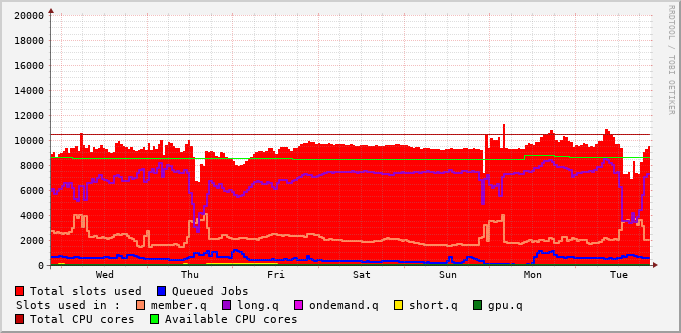 RRDTOOL / TOBI OETIKER
20000
18000
16000
14000
12000
10000
8000
6000
4000
2000
0
Wed Thu Fri Sat Sun Mon Tue
Total slots used Queued Jobs
Slots used in : member.q long.q ondemand.q short.q gpu.q
Total CPU cores Available CPU cores